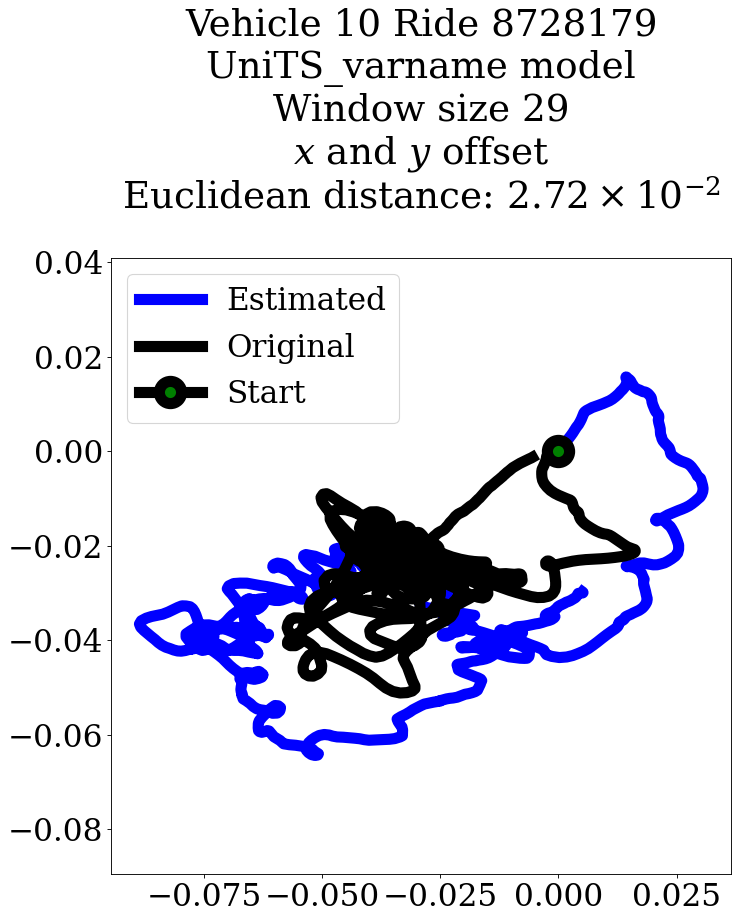 Vehicle 10 Ride 8728179
UniTS_varname model
Window size 29
x and y offset
Euclidean distance: 2.72 × 10⁻²
0.04
0.02
0.00
−0.02
−0.04
−0.06
−0.08
Estimated
Original
Start
−0.075 −0.050 −0.025 0.000 0.025